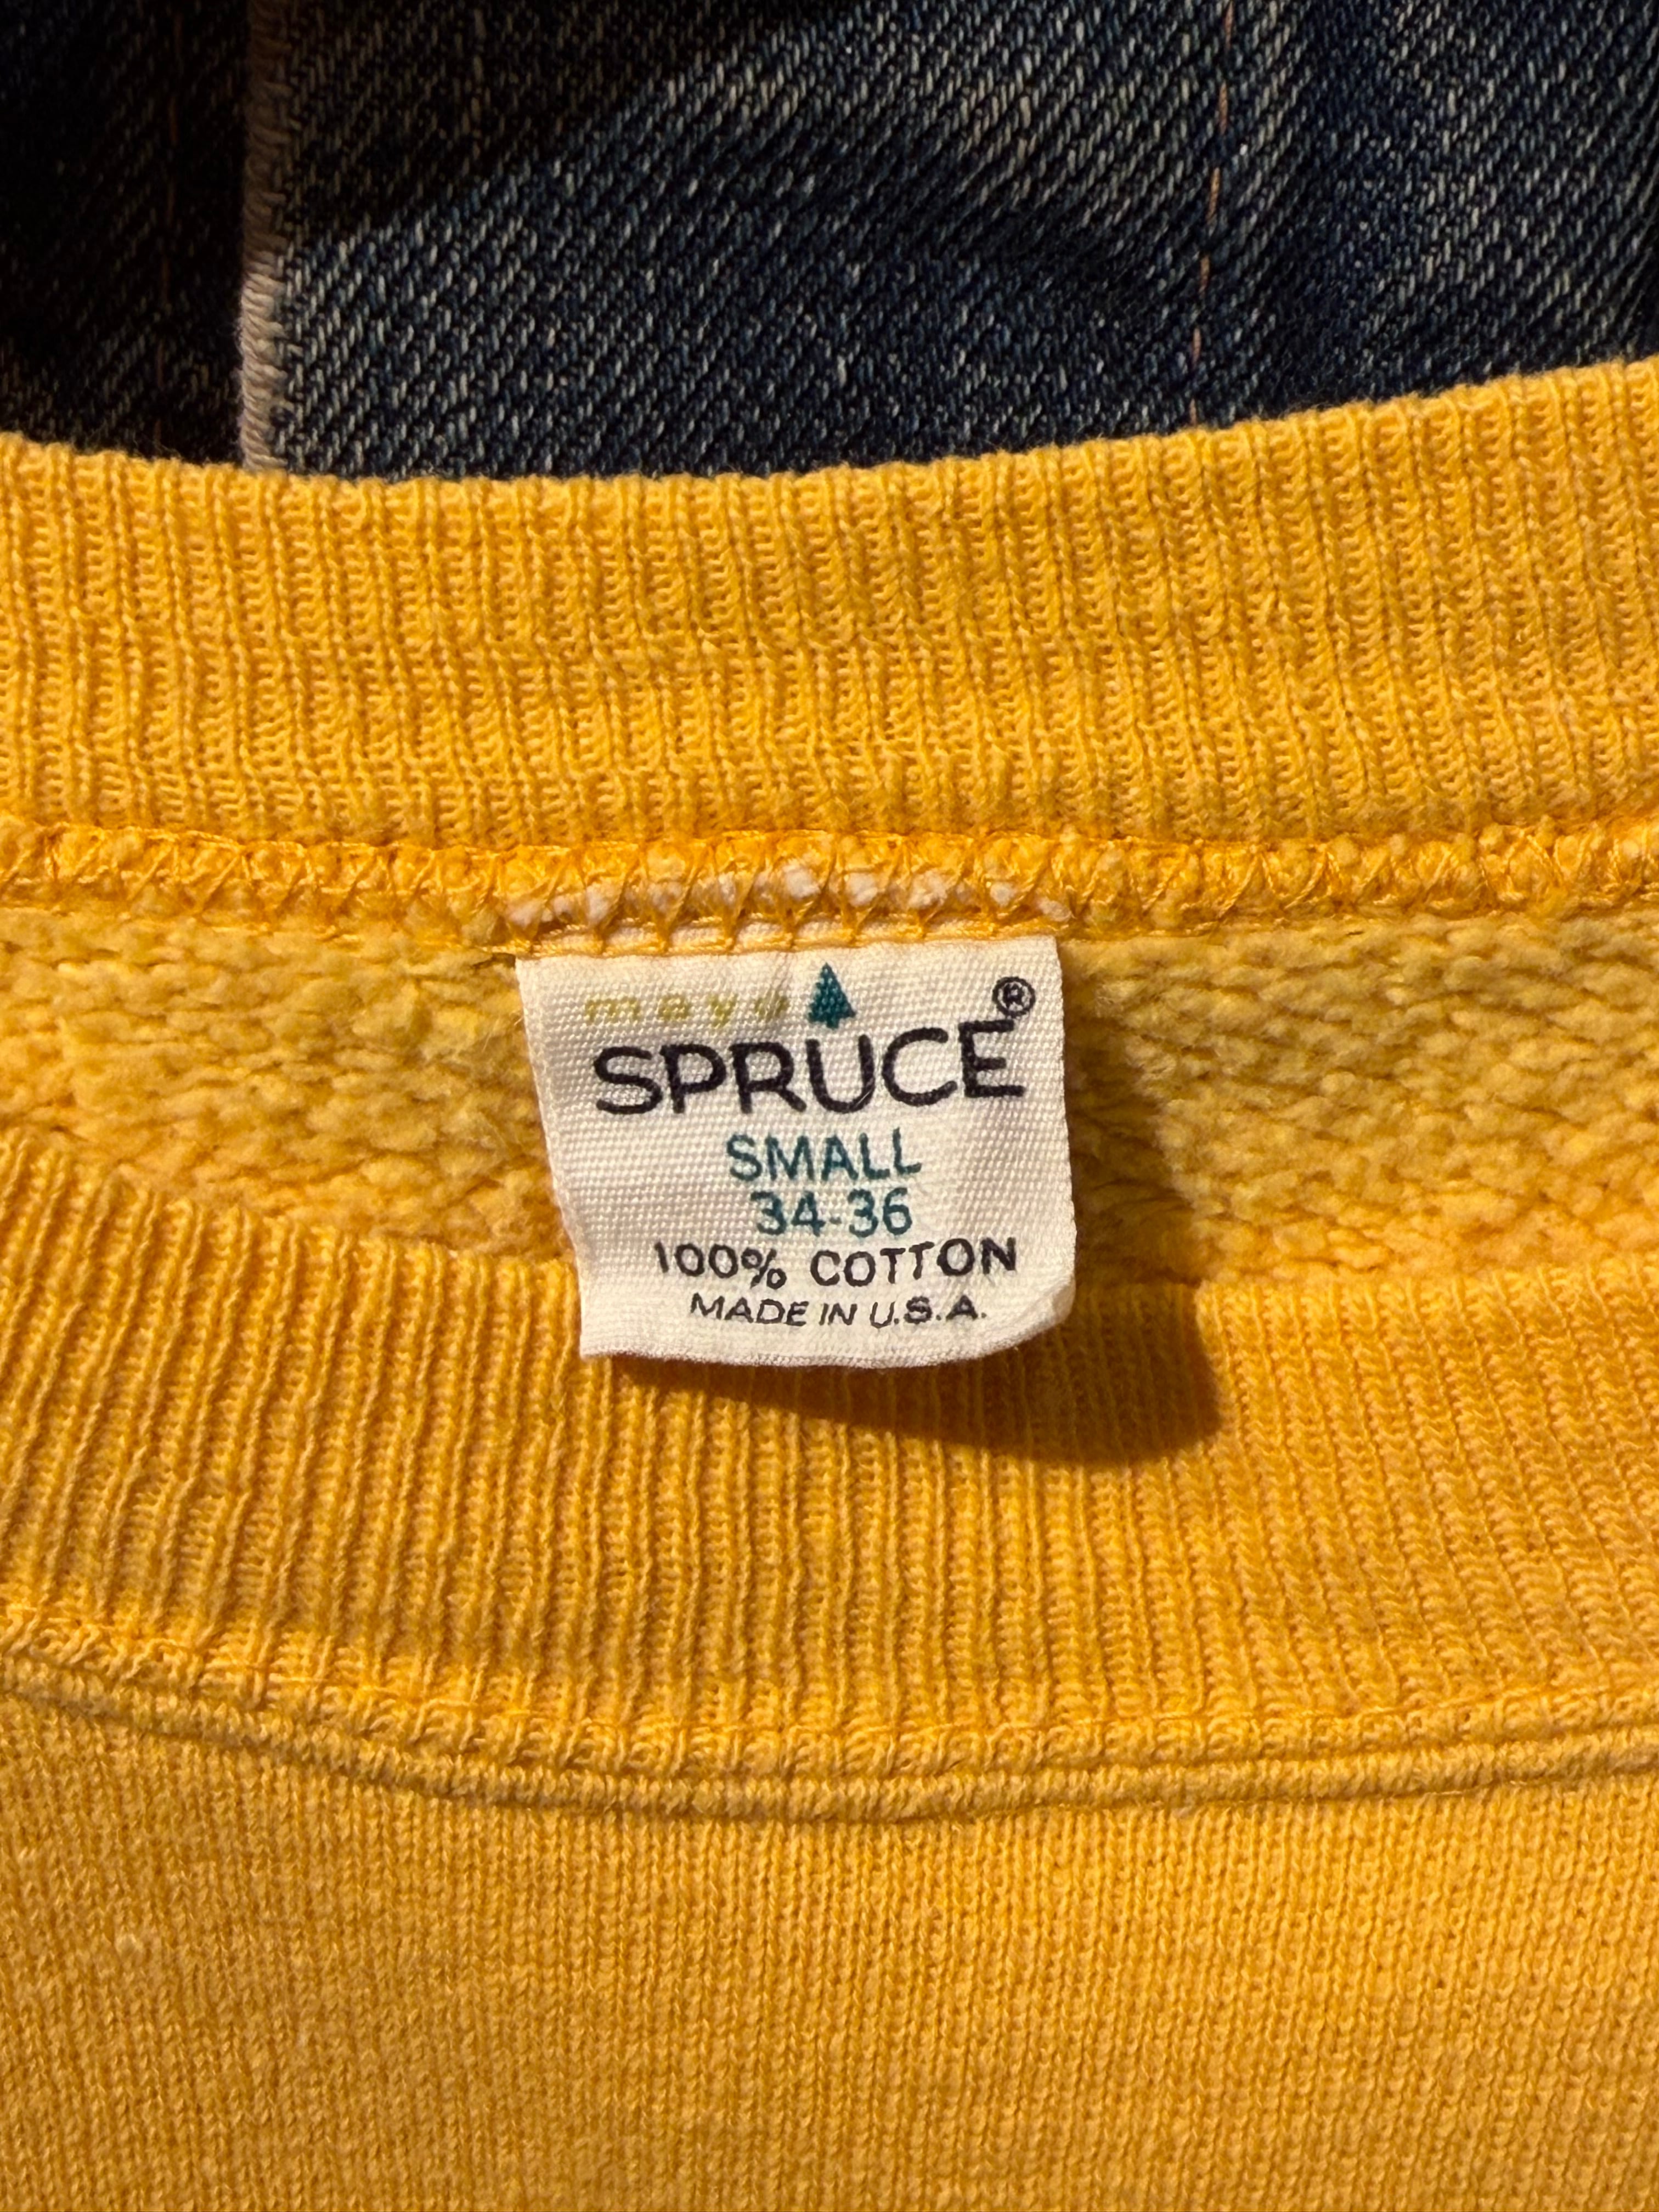 mayo
SPRUCE®
SMALL
34-36
100% COTTON
MADE IN U.S.A.